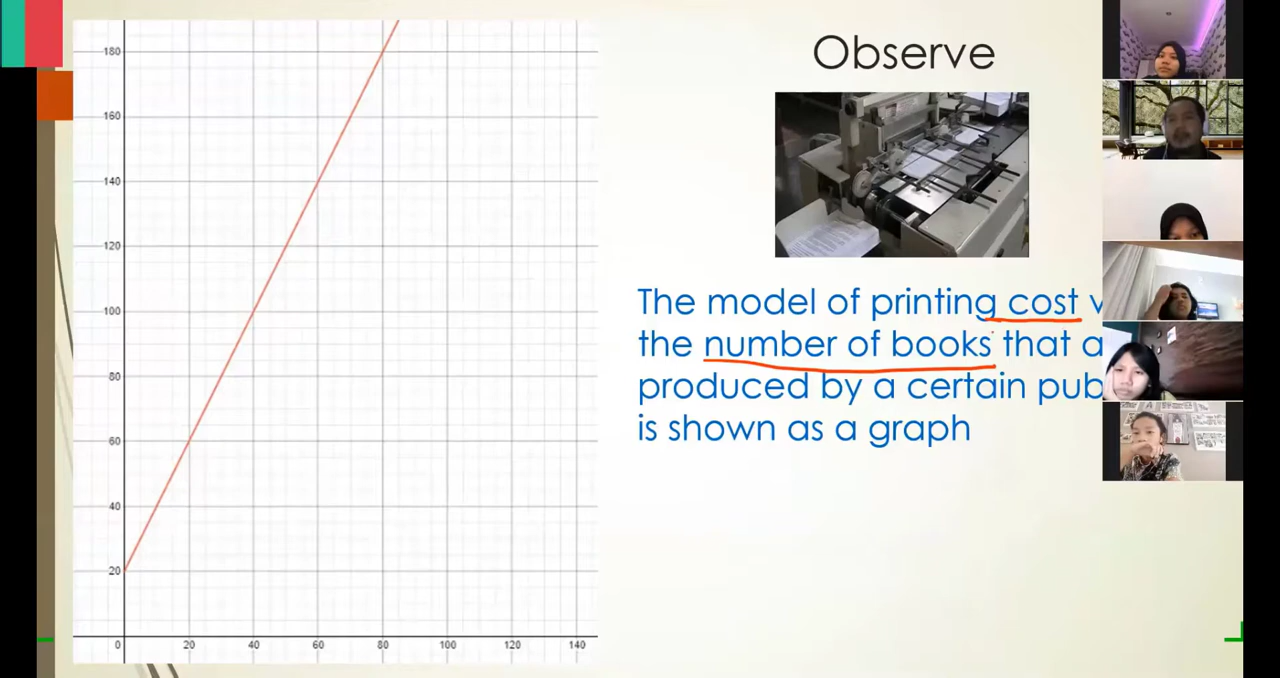 180
160
140
120
100
80
60
40
20
0 20 40 60 80 100 120 140
Observe
The model of printing cost
the number of books that
produced by a certain
is shown as a graph